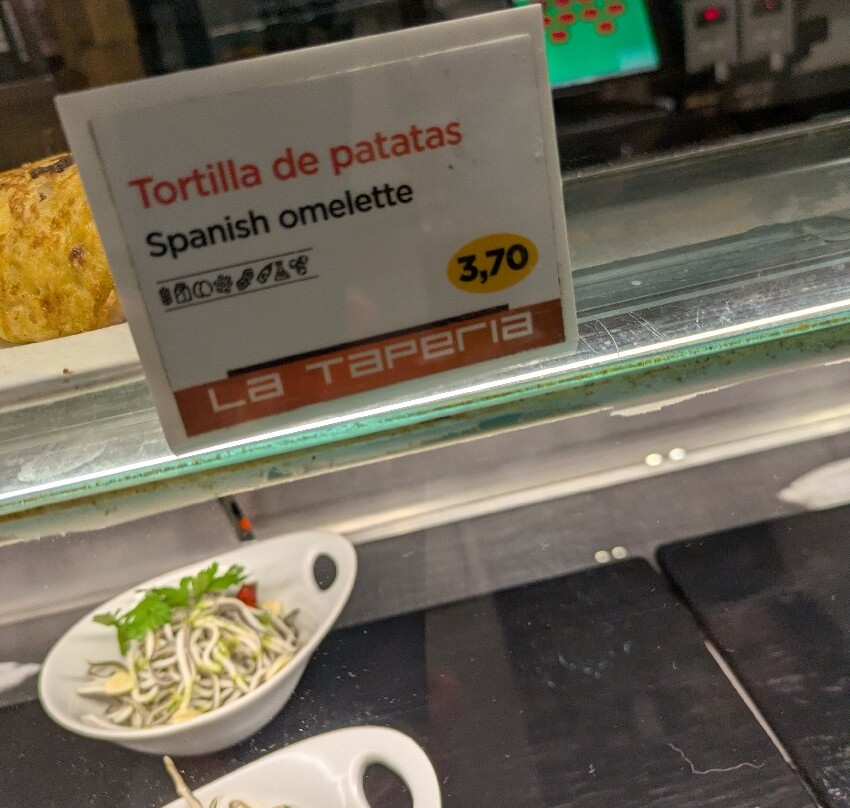 Tortilla de patatas
Spanish omelette
3,70
La Taperia